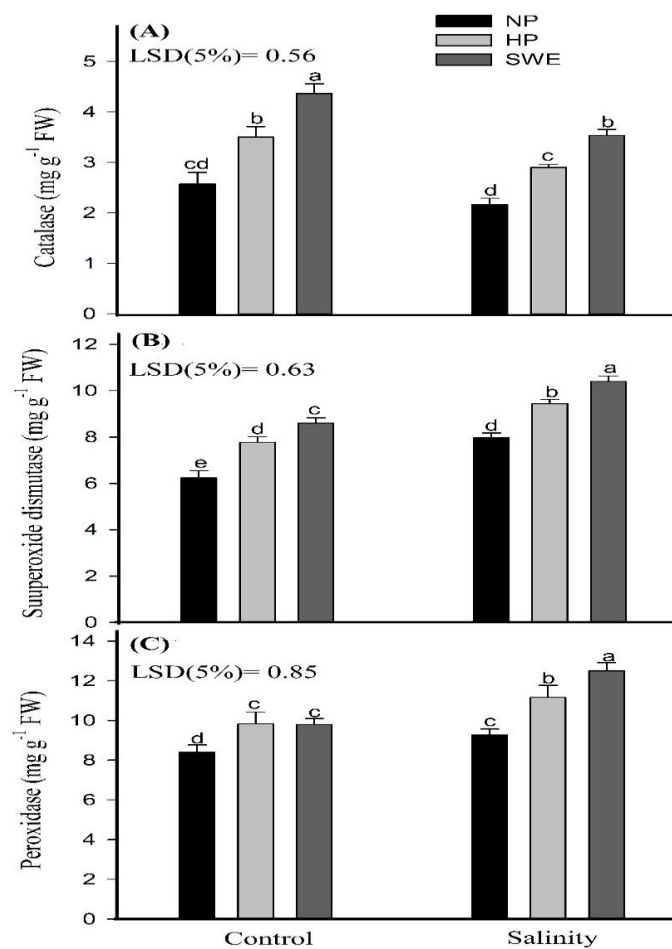 NP
HP
SWE
(A)
LSD(5%)= 0.56
5
4
3
2
1
0
Catalase (mg g⁻¹ FW)
cd
b
a
d
c
b
(B)
LSD(5%)= 0.63
12
10
8
6
4
2
0
Suuperoxide dismutase (mg g⁻¹ FW)
e
d
c
d
b
a
(C)
LSD(5%)= 0.85
14
12
10
8
6
4
2
0
Peroxidase (mg g⁻¹ FW)
d
c
c
c
b
a
Control
Salinity